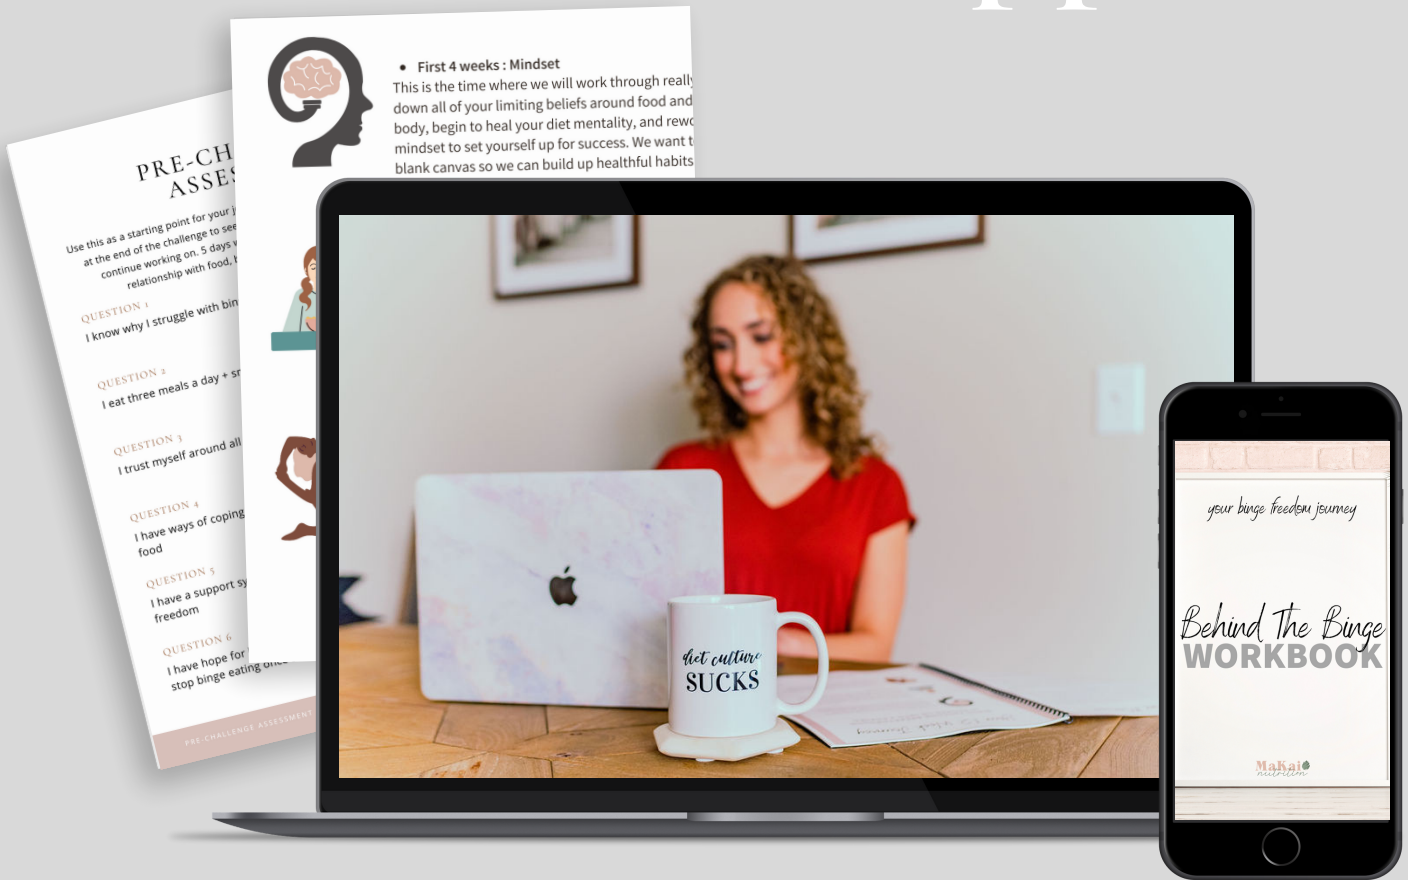 First 4 weeks : Mindset
This is the time where we will work through really
down all of your limiting beliefs around food and
body, begin to heal your diet mentality, and rewo
mindset to set yourself up for success. We want t
blank canvas so we can build up healthful habits
PRE-CH
ASSES
Use this as a starting point for your j
at the end of the challenge to see
continue working on. 5 days w
relationship with food, b
QUESTION 1
I know why I struggle with bin
QUESTION 2
I eat three meals a day + sn
QUESTION 3
I trust myself around all
QUESTION 4
I have ways of coping
food
QUESTION 5
I have a support sy
freedom
QUESTION 6
I have hope for
stop binge eating once
PRE-CHALLENGE ASSESSMENT
diet culture
SUCKS
your binge freedom journey
Behind The Binge
WORKBOOK
MaKai
nutrition